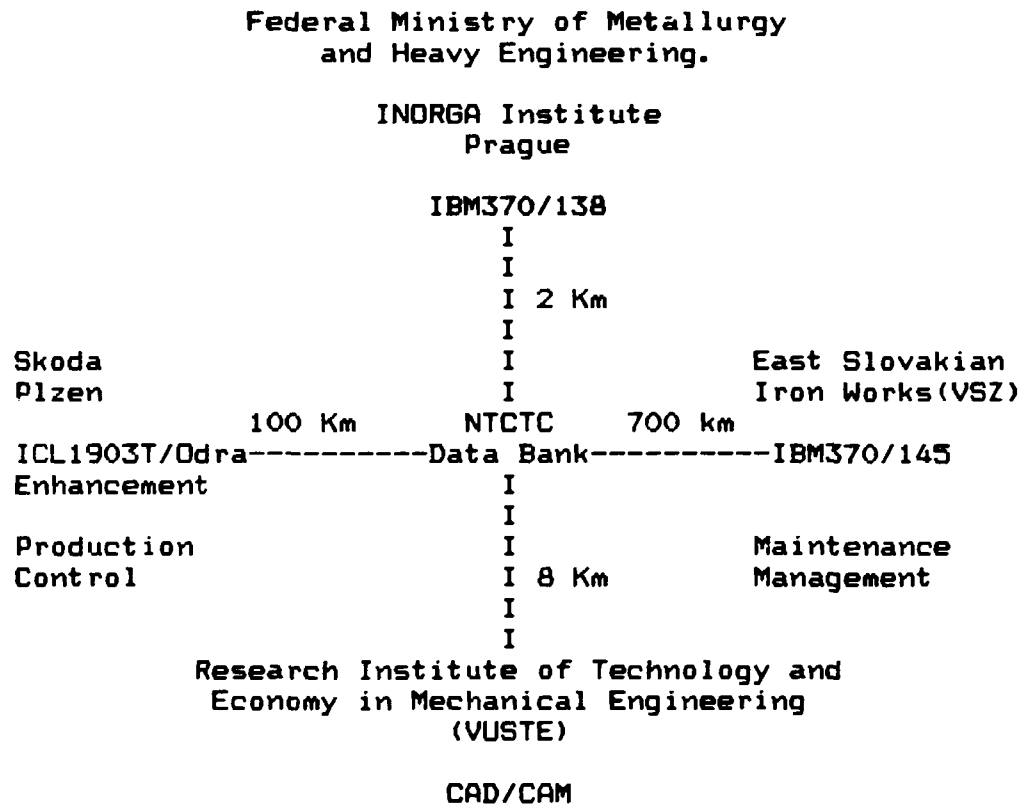 Federal Ministry of Metallurgy
and Heavy Engineering.
INORGA Institute
Prague
IBM370/138
I
I
I 2 Km
I
Skoda I East Slovakian
Plzen I Iron Works(VSZ)
100 Km NTCTC 700 km
ICL1903T/Odra----------Data Bank----------IBM370/145
Enhancement I
I
Production I Maintenance
Control I 8 Km Management
I
I
Research Institute of Technology and
Economy in Mechanical Engineering
(VUSTE)
CAD/CAM